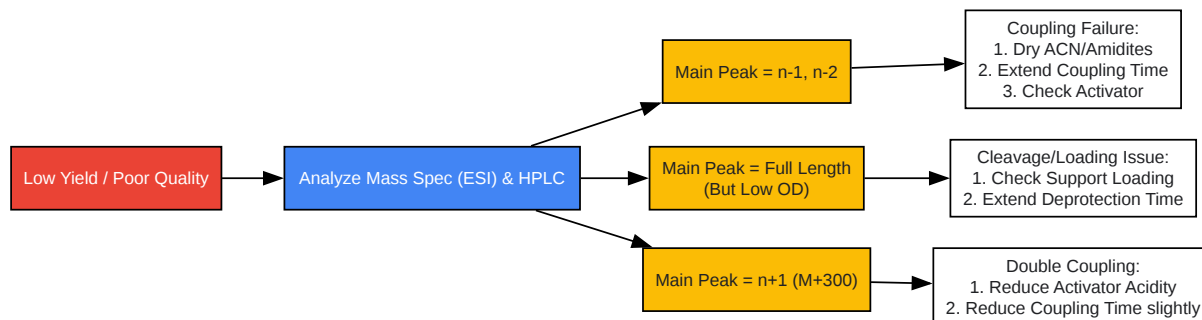 Low Yield / Poor Quality
Analyze Mass Spec (ESI) & HPLC
Main Peak = n-1, n-2
Coupling Failure:
1. Dry ACN/Amidites
2. Extend Coupling Time
3. Check Activator
Main Peak = Full Length
(But Low OD)
Cleavage/Loading Issue:
1. Check Support Loading
2. Extend Deprotection Time
Main Peak = n+1 (M+300)
Double Coupling:
1. Reduce Activator Acidity
2. Reduce Coupling Time slightly